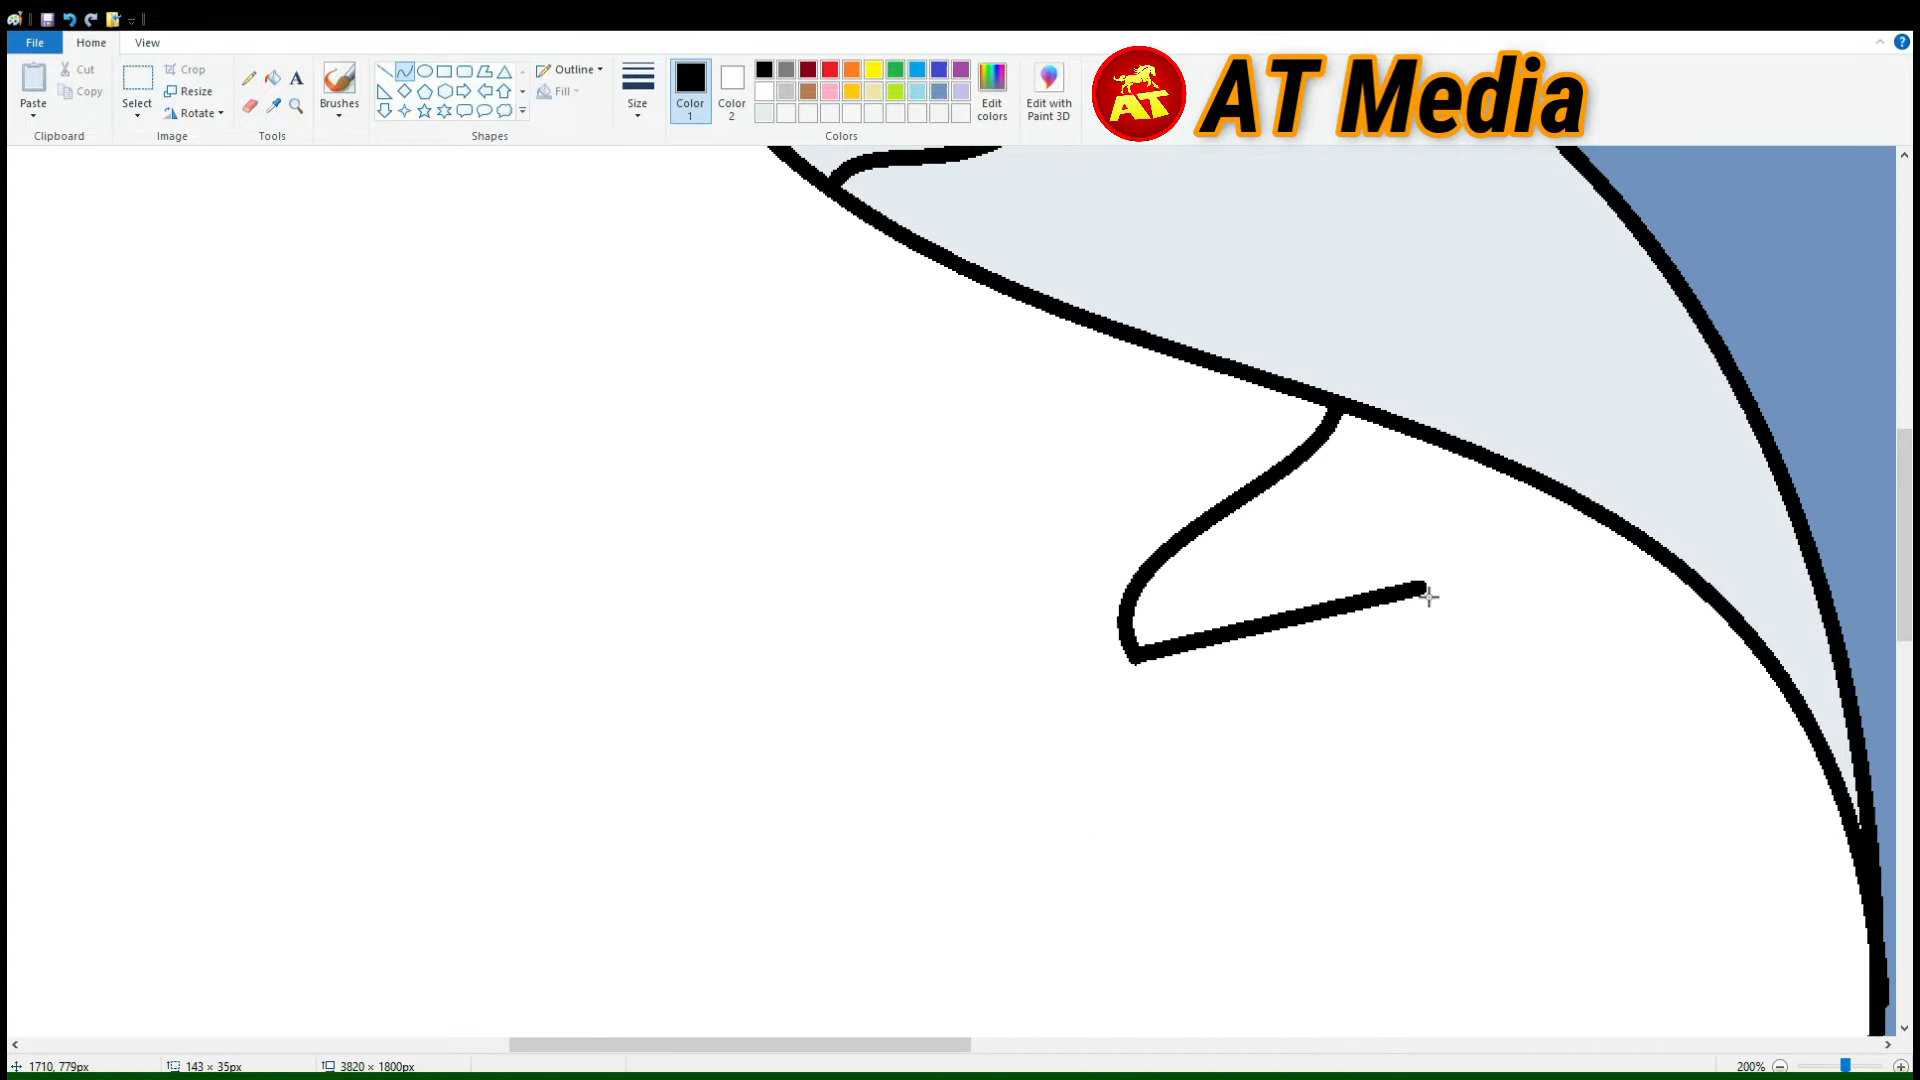 File Home View
Paste
Cut
Copy
Clipboard
Select
Crop
Resize
Rotate
Image
A
Tools
Brushes
Shapes
Outline
Fill
Size
Color
1
Color
2
Colors
Edit
colors
Edit with
Paint 3D
AT
AT Media
?
1710, 779px
143 × 35px
3820 × 1800px
200%